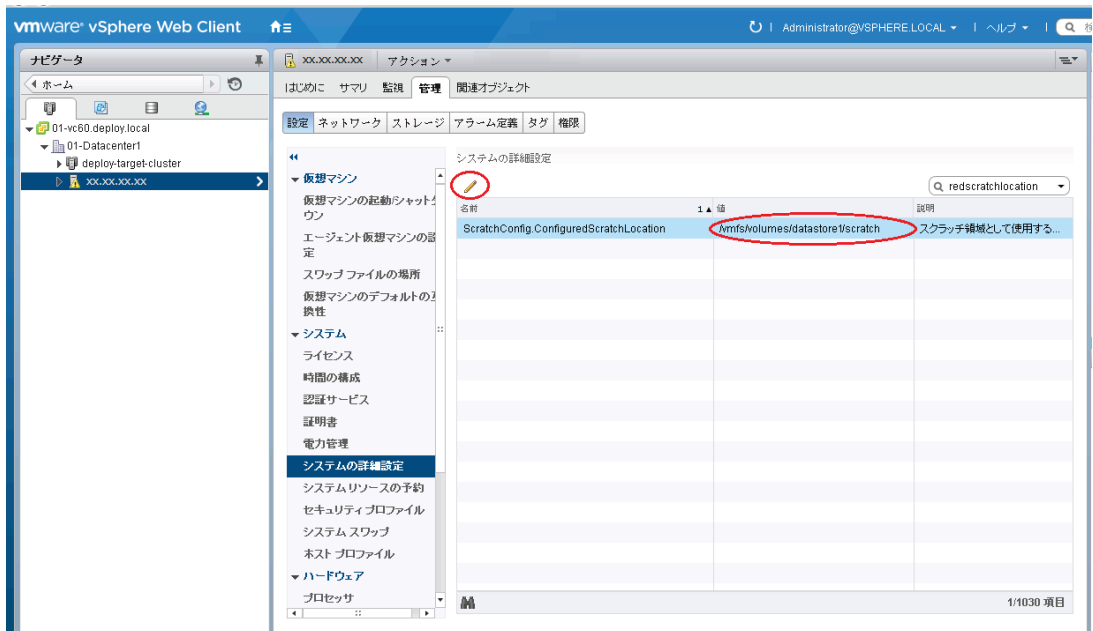 vmware® vSphere Web Client
Administrator@VSPHERE.LOCAL
ヘルプ
ナビゲータ
ホーム
01-vc60.deploy.local
01-Datacenter1
deploy-target-cluster
xx.xx.xx.xx
xx.xx.xx.xx アクション
はじめに サマリ 監視 管理 関連オブジェクト
設定 ネットワーク ストレージ アラーム定義 タグ 権限
仮想マシン
仮想マシンの起動/シャットダ
ウン
エージェント仮想マシンの設
定
スワップ ファイルの場所
仮想マシンのデフォルトの互
換性
システム
ライセンス
時間の構成
認証サービス
証明書
電力管理
システムの詳細設定
システム リソースの予約
セキュリティ プロファイル
システム スワップ
ホスト プロファイル
ハードウェア
プロセッサ
システムの詳細設定
redscratchlocation
名前 1 ▲ 値 説明
ScratchConfig.ConfiguredScratchLocation /vmfs/volumes/datastore1/scratch スクラッチ領域として使用する...
1/1030 項目